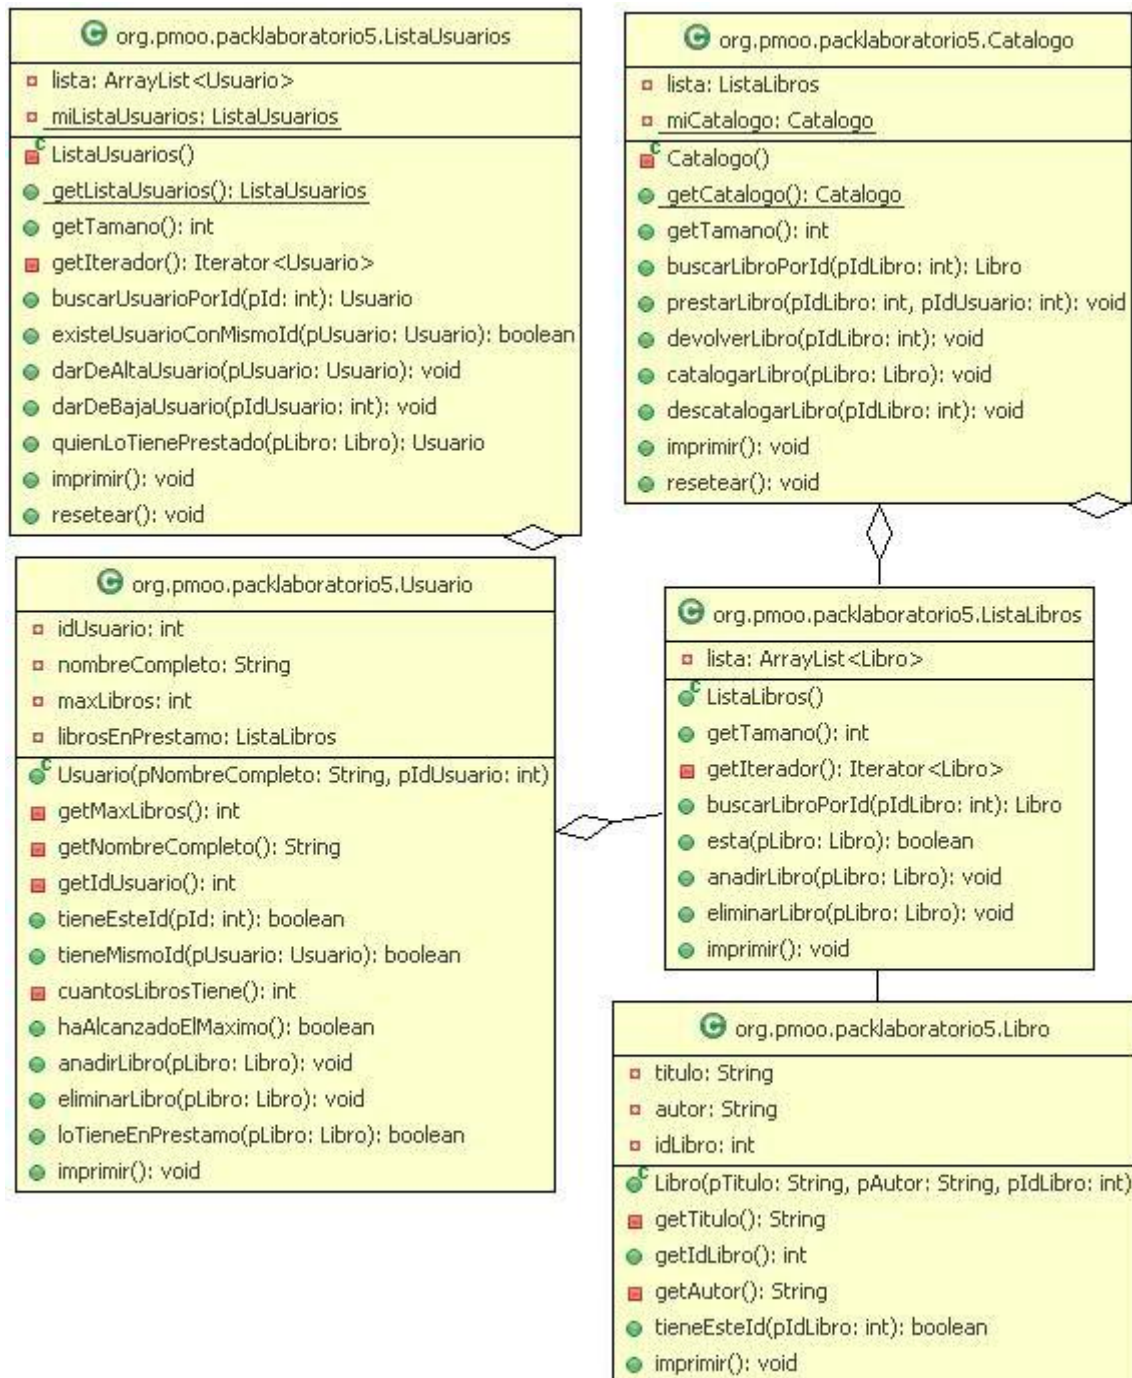 org.pmoo.packlaboratorio5.ListaUsuarios
lista: ArrayList<Usuario>
miListaUsuarios: ListaUsuarios
ListaUsuarios()
getListaUsuarios(): ListaUsuarios
getTamano(): int
getIterador(): Iterator<Usuario>
buscarUsuarioPorId(pId: int): Usuario
existeUsuarioConMismoId(pUsuario: Usuario): boolean
darDeAltaUsuario(pUsuario: Usuario): void
darDeBajaUsuario(pIdUsuario: int): void
quienLoTienePrestado(pLibro: Libro): Usuario
imprimir(): void
resetear(): void
org.pmoo.packlaboratorio5.Catalogo
lista: ListaLibros
miCatalogo: Catalogo
Catalogo()
getCatalogo(): Catalogo
getTamano(): int
buscarLibroPorId(pIdLibro: int): Libro
prestarLibro(pIdLibro: int, pIdUsuario: int): void
devolverLibro(pIdLibro: int): void
catalogarLibro(pLibro: Libro): void
descatalogarLibro(pIdLibro: int): void
imprimir(): void
resetear(): void
org.pmoo.packlaboratorio5.Usuario
idUsuario: int
nombreCompleto: String
maxLibros: int
librosEnPrestamo: ListaLibros
Usuario(pNombreCompleto: String, pIdUsuario: int)
getMaxLibros(): int
getNombreCompleto(): String
getIdUsuario(): int
tieneEsteId(pId: int): boolean
tieneMismoId(pUsuario: Usuario): boolean
cuantosLibrosTiene(): int
haAlcanzadoElMaximo(): boolean
anadirLibro(pLibro: Libro): void
eliminarLibro(pLibro: Libro): void
loTieneEnPrestamo(pLibro: Libro): boolean
imprimir(): void
org.pmoo.packlaboratorio5.ListaLibros
lista: ArrayList<Libro>
ListaLibros()
getTamano(): int
getIterador(): Iterator<Libro>
buscarLibroPorId(pIdLibro: int): Libro
esta(pLibro: Libro): boolean
anadirLibro(pLibro: Libro): void
eliminarLibro(pLibro: Libro): void
imprimir(): void
org.pmoo.packlaboratorio5.Libro
titulo: String
autor: String
idLibro: int
Libro(pTitulo: String, pAutor: String, pIdLibro: int)
getTitulo(): String
getIdLibro(): int
getAutor(): String
tieneEsteId(pIdLibro: int): boolean
imprimir(): void